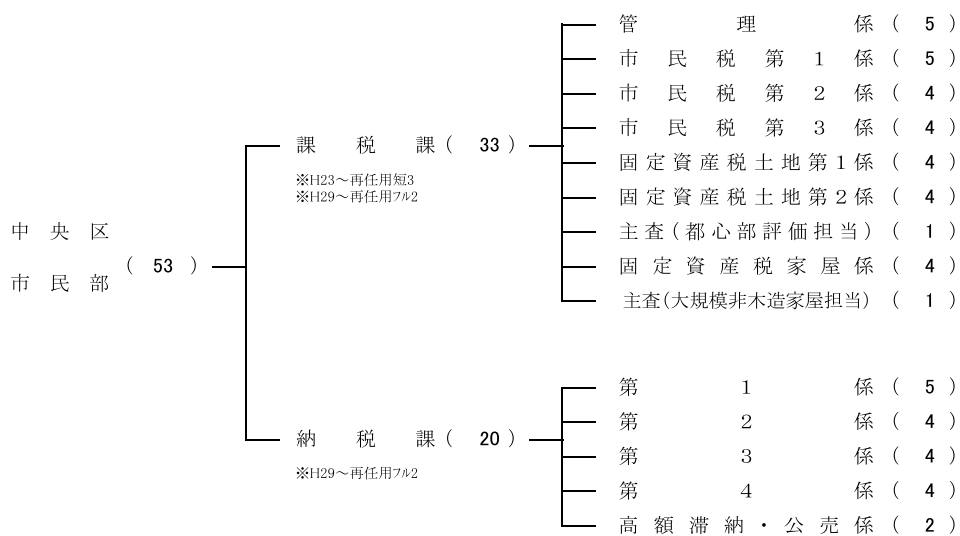 中央区
市民部 ( 53 )
課税課 ( 33 )
※H23～再任用短3
※H29～再任用ﾌﾙ2
管理係 ( 5 )
市民税第1係 ( 5 )
市民税第2係 ( 4 )
市民税第3係 ( 4 )
固定資産税土地第1係 ( 4 )
固定資産税土地第2係 ( 4 )
主査(都心部評価担当) ( 1 )
固定資産税家屋係 ( 4 )
主査(大規模非木造家屋担当) ( 1 )
納税課 ( 20 )
※H29～再任用ﾌﾙ2
第1係 ( 5 )
第2係 ( 4 )
第3係 ( 4 )
第4係 ( 4 )
高額滞納・公売係 ( 2 )